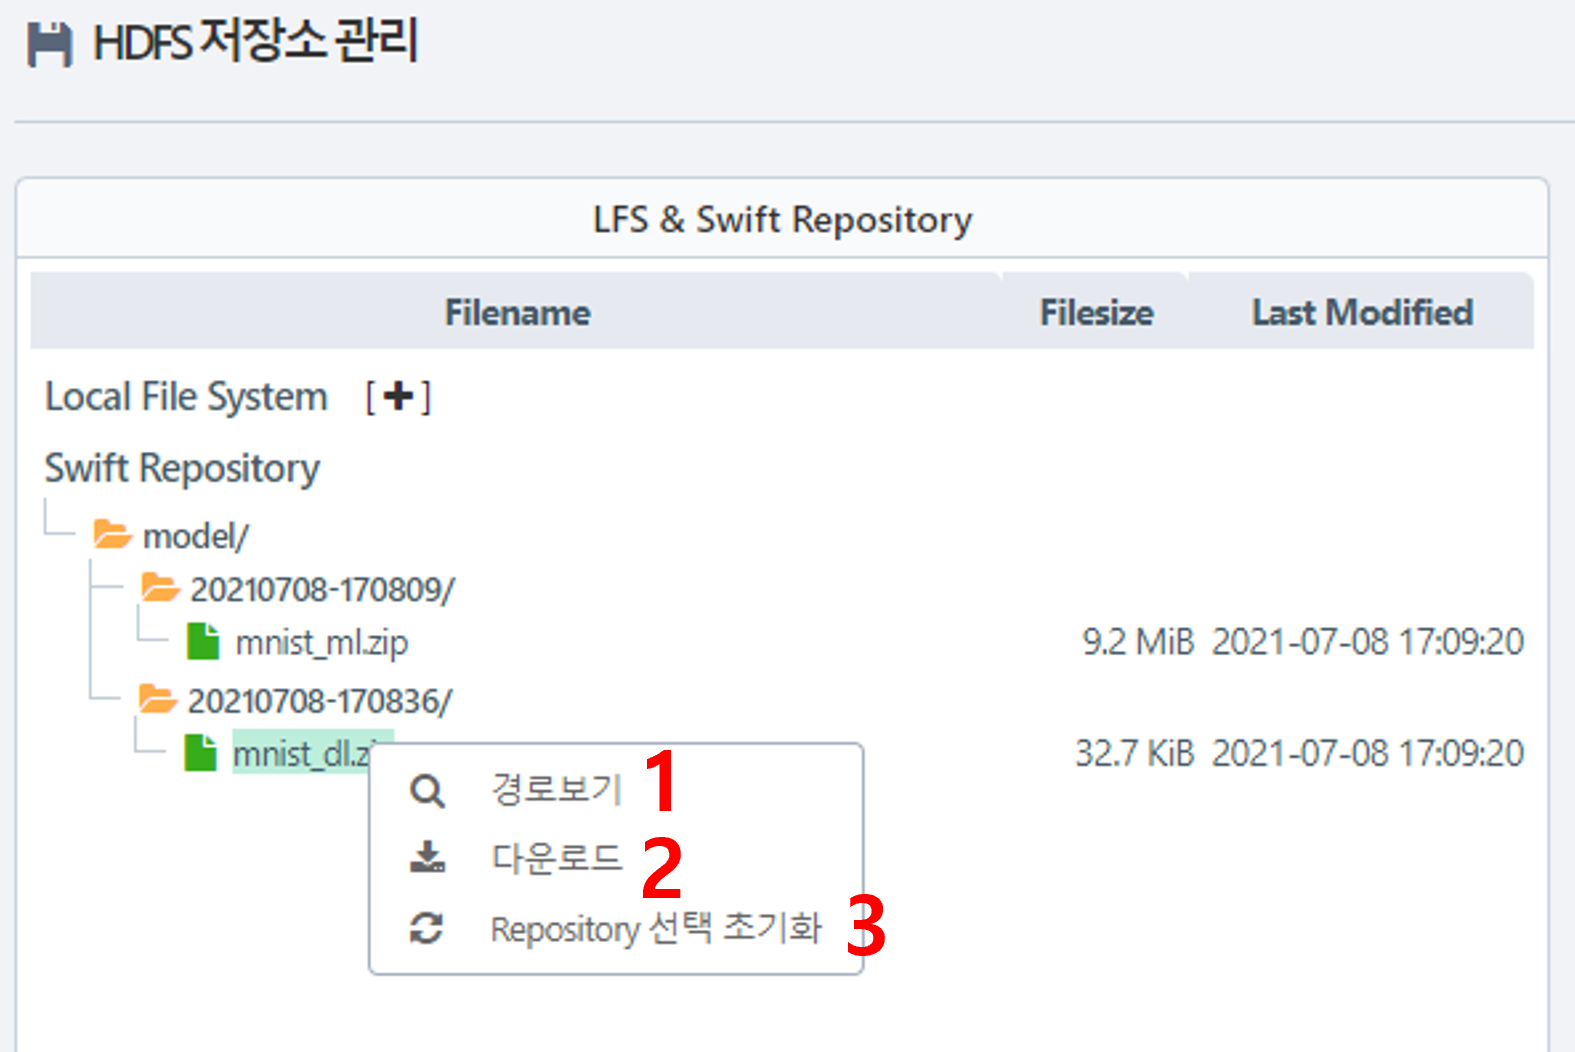 HDFS 저장소 관리
LFS & Swift Repository
Filename Filesize Last Modified
Local File System [+]
Swift Repository
model/
20210708-170809/
mnist_ml.zip 9.2 MiB 2021-07-08 17:09:20
20210708-170836/
mnist_dl.z 32.7 KiB 2021-07-08 17:09:20
경로보기 1
다운로드 2
Repository 선택 초기화 3